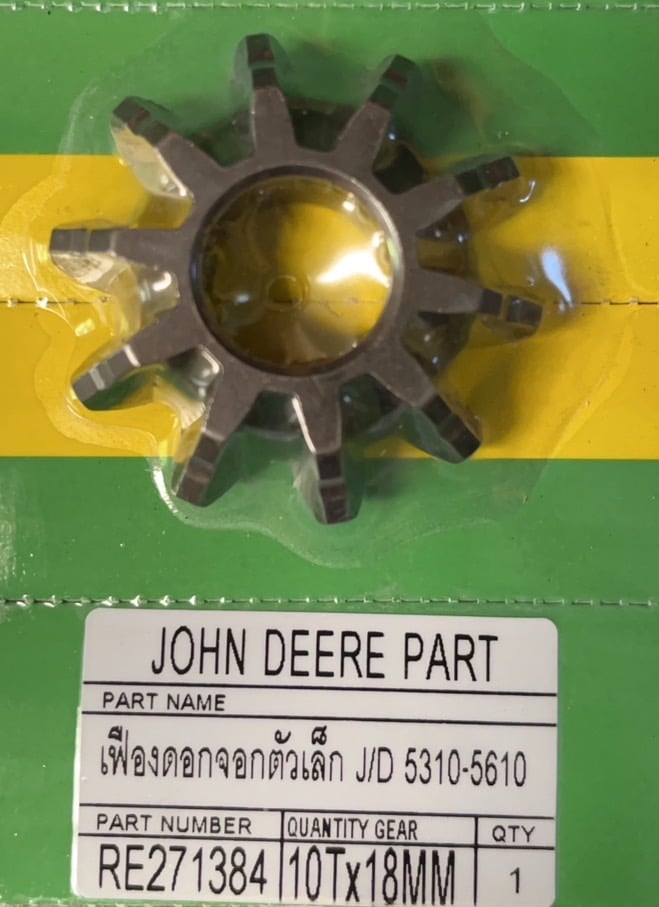 JOHN DEERE PART
PART NAME
เฟืองดอกจอกตัวเล็ก J/D 5310-5610
PART NUMBER QUANTITY GEAR QTY
RE271384 10Tx18MM 1